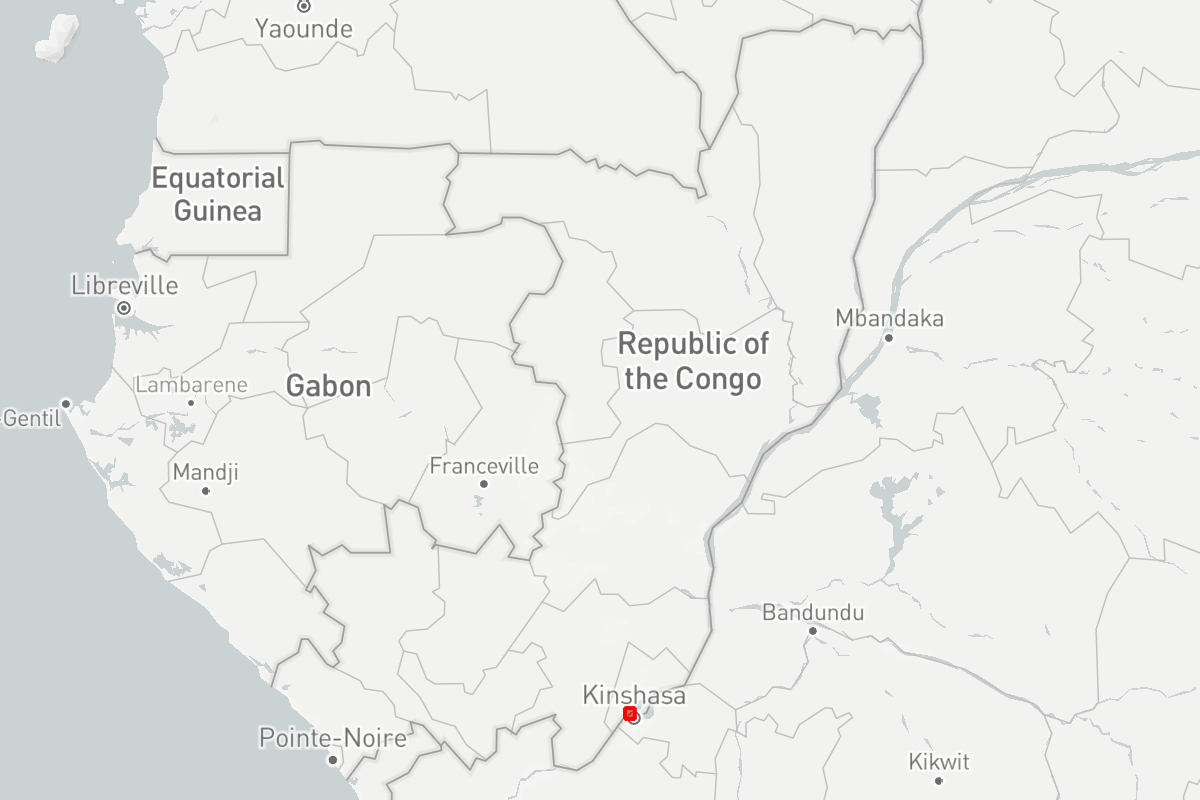 Yaounde
Equatorial
Guinea
Libreville
Mbandaka
Republic of
the Congo
Lambarene
Gabon
-Gentil
Franceville
Mandji
Bandundu
Kinshasa
Pointe-Noire
Kikwit